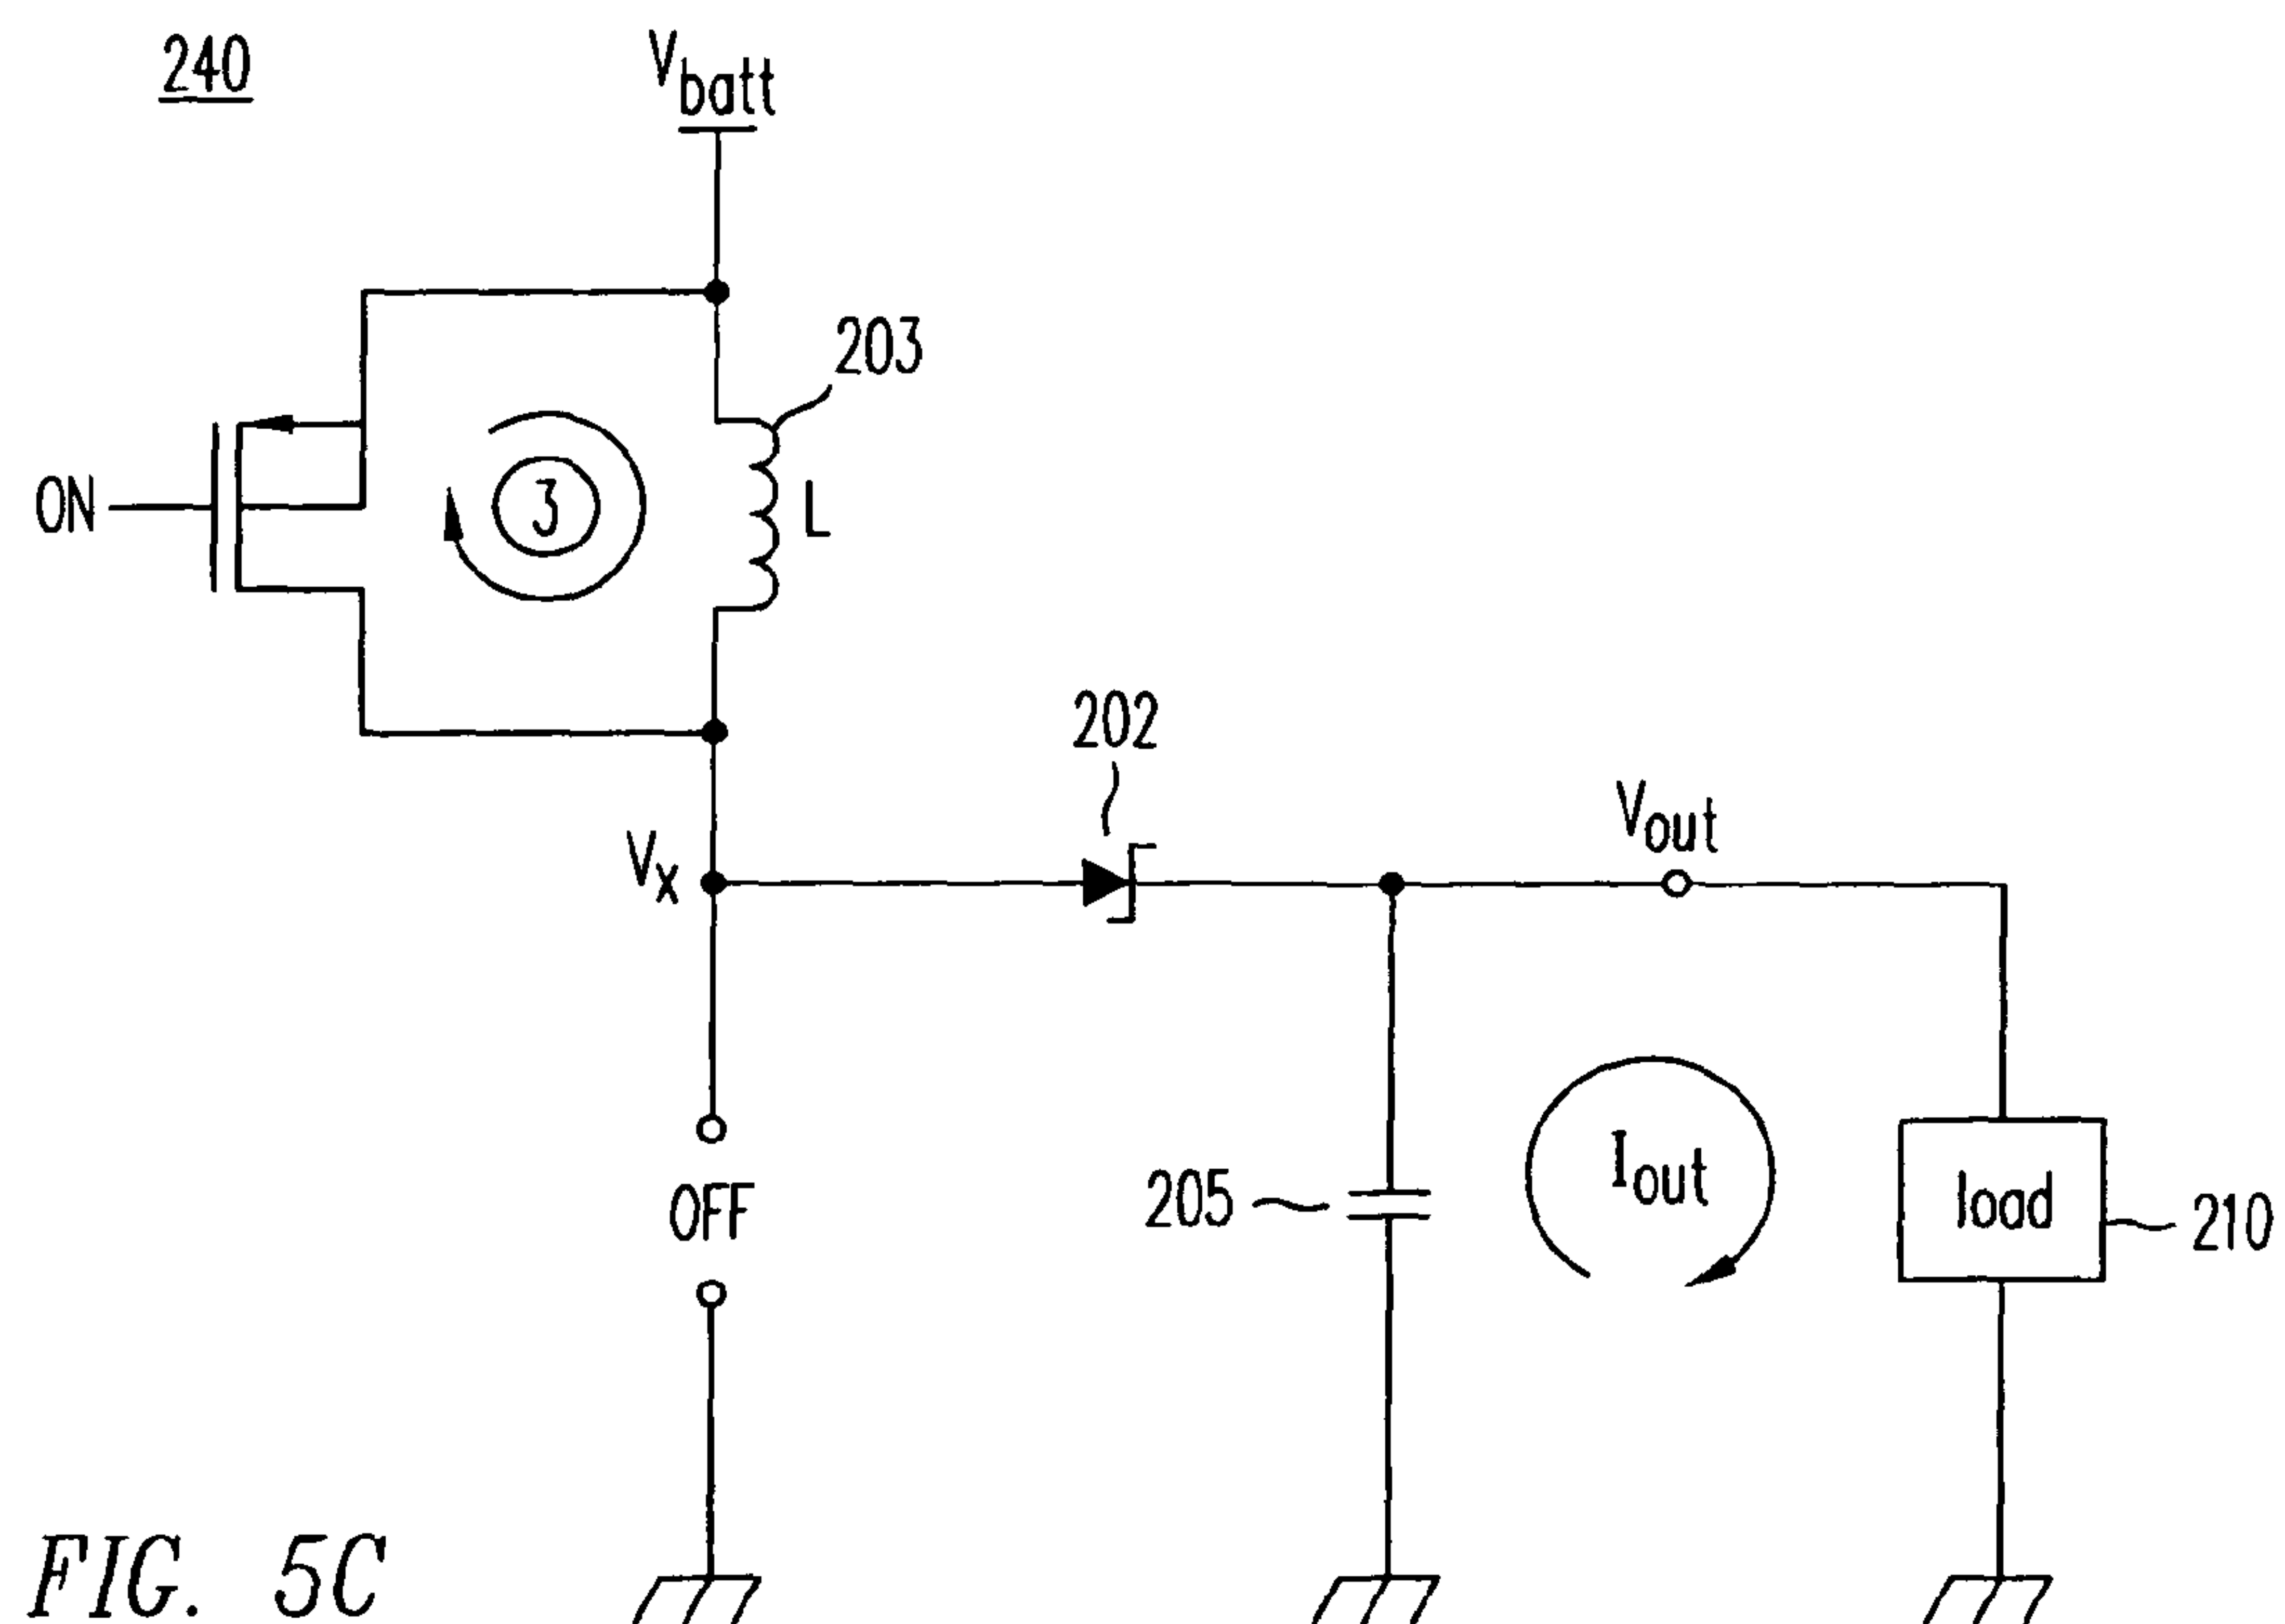 240
Vbatt
203
ON
3
L
202
Vx
Vout
OFF
205
Iout
load
210
FIG. 5C